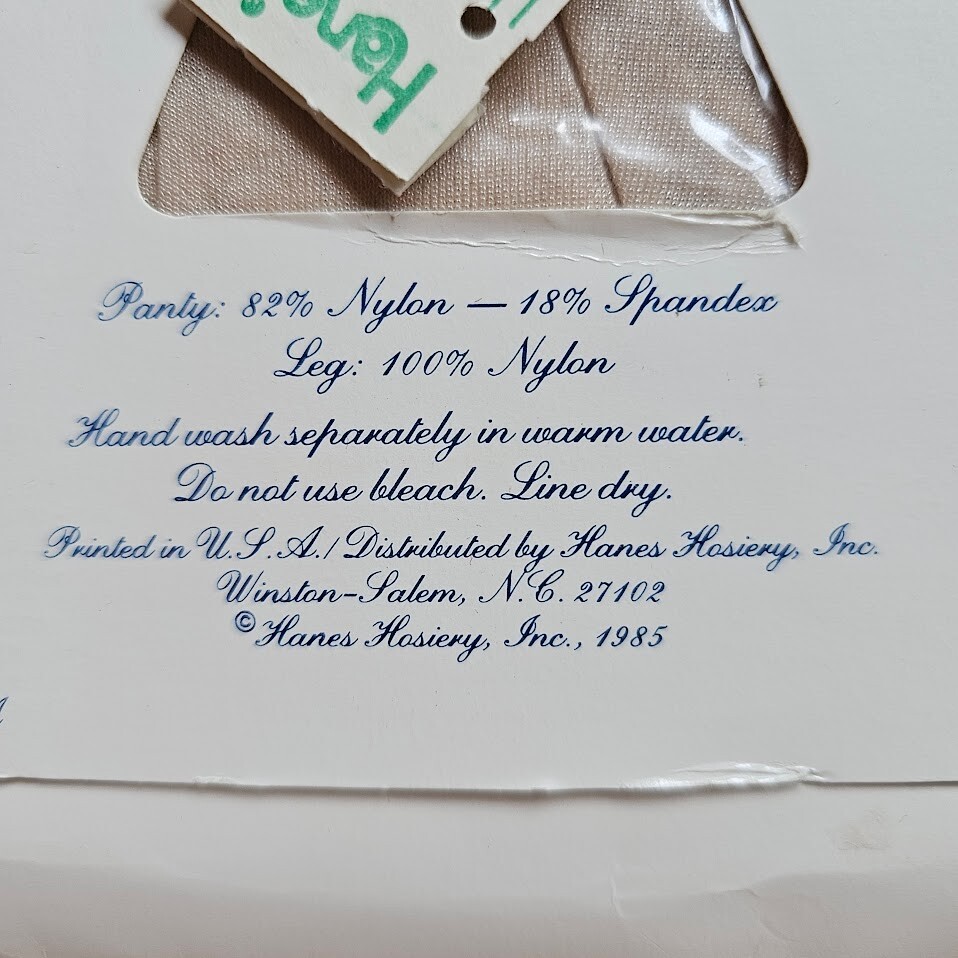 Hane
Panty: 82% Nylon — 18% Spandex
Leg: 100% Nylon
Hand wash separately in warm water.
Do not use bleach. Line dry.
Printed in U.S.A./Distributed by Hanes Hosiery, Inc.
Winston-Salem, N.C. 27102
©Hanes Hosiery, Inc., 1985